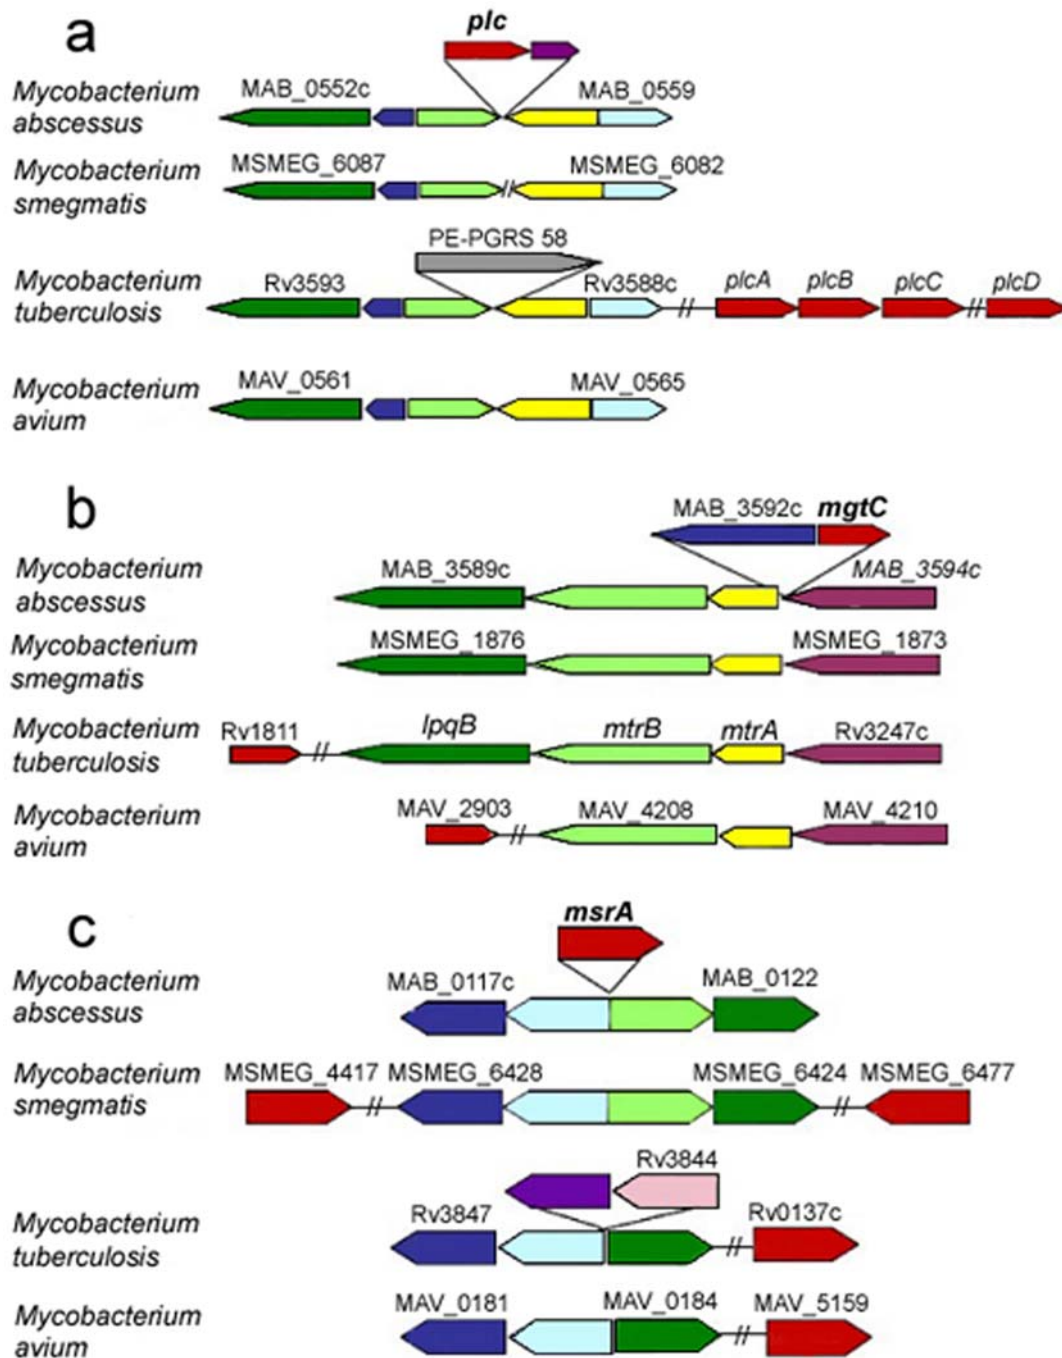 a
plc
Mycobacterium
abscessus
MAB_0552c MAB_0559
Mycobacterium
smegmatis
MSMEG_6087 MSMEG_6082
PE-PGRS 58
Mycobacterium
tuberculosis
Rv3593 Rv3588c plcA plcB plcC plcD
Mycobacterium
avium
MAV_0561 MAV_0565
b
MAB_3592c mgtC
Mycobacterium
abscessus
MAB_3589c MAB_3594c
Mycobacterium
smegmatis
MSMEG_1876 MSMEG_1873
Mycobacterium
tuberculosis
Rv1811 lpqB mtrB mtrA Rv3247c
Mycobacterium
avium
MAV_2903 MAV_4208 MAV_4210
c
msrA
Mycobacterium
abscessus
MAB_0117c MAB_0122
Mycobacterium
smegmatis
MSMEG_4417 MSMEG_6428 MSMEG_6424 MSMEG_6477
Rv3844
Mycobacterium
tuberculosis
Rv3847 Rv0137c
Mycobacterium
avium
MAV_0181 MAV_0184 MAV_5159